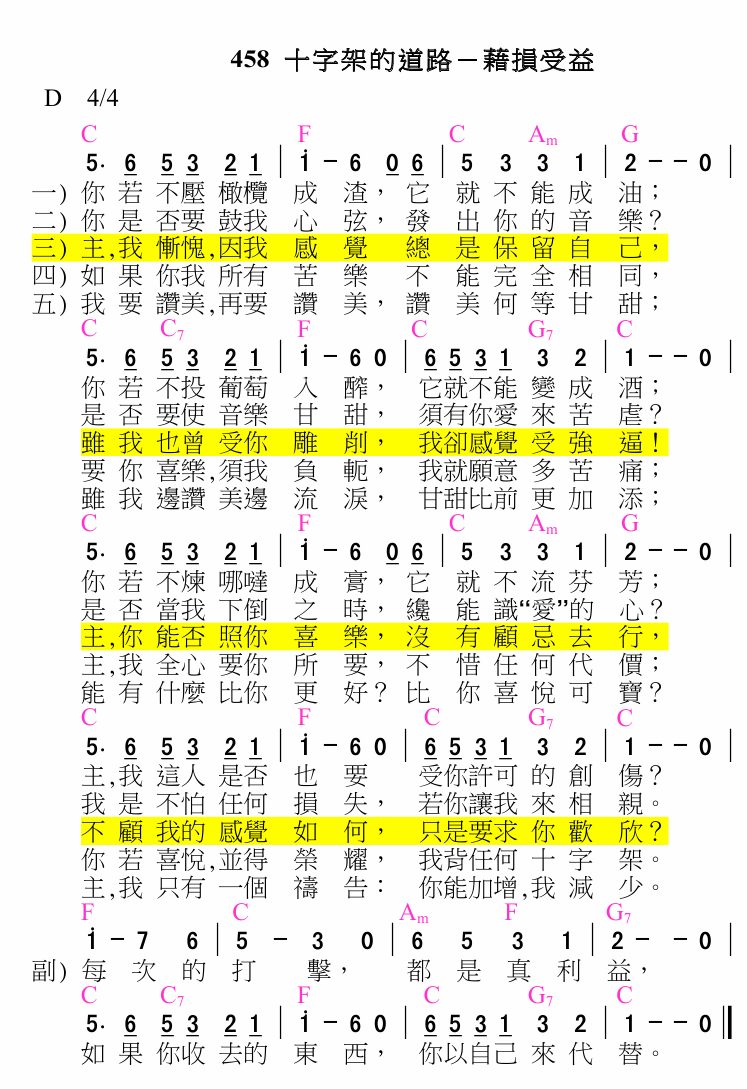 458 十字架的道路－藉損受益
D 4/4
C F C Am G
5· 6 5 3 2 1 | i － 6 0 6 | 5 3 3 1 | 2 － － 0 |
一) 你若不壓橄欖成渣，它就不能成油；
二) 你是否要鼓我心弦，發出你的音樂？
三) 主,我慚愧,因我感覺總是保留自己，
四) 如果你我所有苦樂不能完全相同，
五) 我要讚美,再要讚美，讚美何等甘甜；
C C7 F C G7 C
5· 6 5 3 2 1 | i － 6 0 | 6 5 3 1 3 2 | 1 － － 0 |
你若不投葡萄入醡，它就不能變成酒；
是否要使音樂甘甜，須有你愛來苦虐？
雖我也曾受你雕削，我卻感覺受強逼！
要你喜樂,須我負軛，我就願意多苦痛；
雖我邊讚美邊流淚，甘甜比前更加添；
C F C Am G
5· 6 5 3 2 1 | i － 6 0 6 | 5 3 3 1 | 2 － － 0 |
你若不煉哪噠成膏，它就不流芬芳；
是否當我下倒之時，纔能識“愛”的心？
主,你能否照你喜樂，沒有顧忌去行，
主,我全心要你所要，不惜任何代價；
能有什麼比你更好？比你喜悅可寶？
C F C G7 C
5· 6 5 3 2 1 | i － 6 0 | 6 5 3 1 3 2 | 1 － － 0 |
主,我這人是否也要受你許可的創傷？
我是不怕任何損失，若你讓我來相親。
不顧我的感覺如何，只是要求你歡欣？
你若喜悅,並得榮耀，我背任何十字架。
主,我只有一個禱告：你能加增,我減少。
F C Am F G7
i － 7 6 | 5 － 3 0 | 6 5 3 1 | 2 － － 0 |
副) 每次的打擊，都是真利益，
C C7 F C G7 C
5· 6 5 3 2 1 | i － 6 0 | 6 5 3 1 3 2 | 1 － － 0 ||
如果你收去的東西，你以自己來代替。